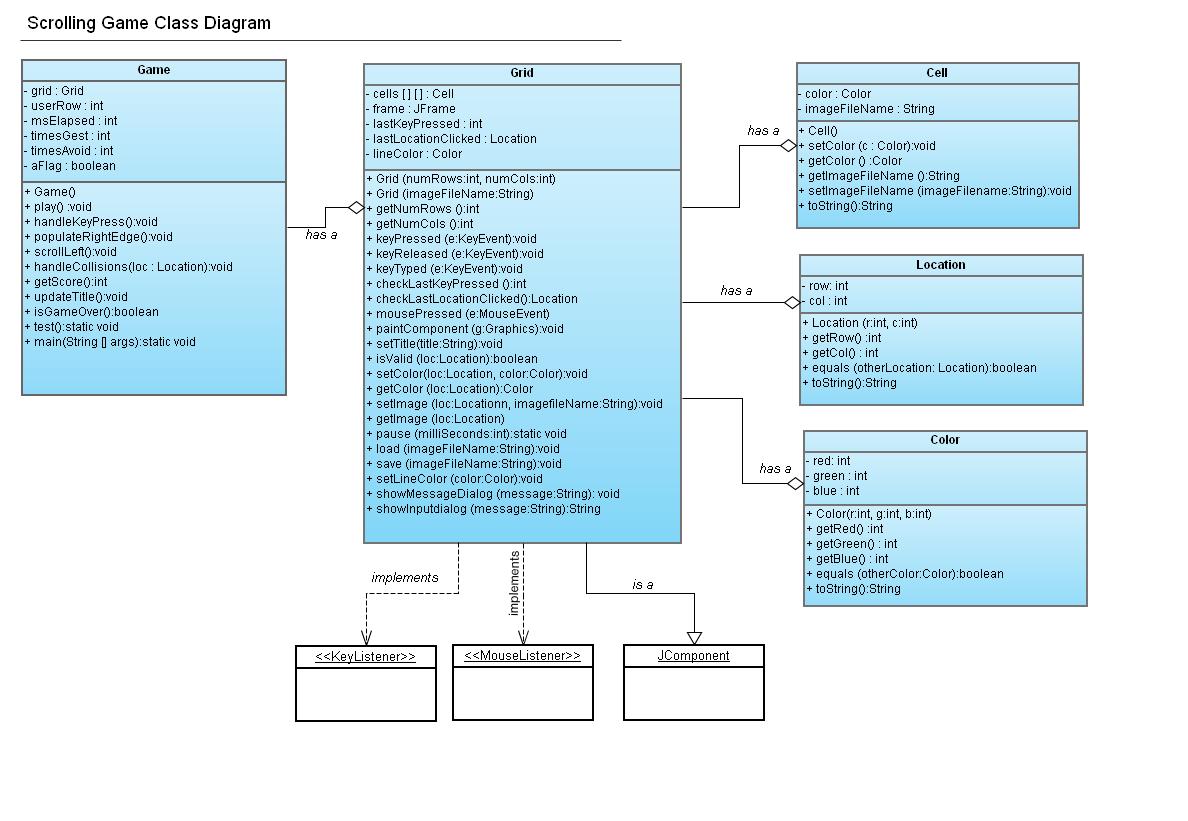 Scrolling Game Class Diagram
Game
- grid : Grid
- userRow : int
- msElapsed : int
- timesGest : int
- timesAvoid : int
- aFlag : boolean
+ Game()
+ play() :void
+ handleKeyPress():void
+ populateRightEdge():void
+ scrollLeft():void
+ handleCollisions(loc : Location):void
+ getScore():int
+ updateTitle():void
+ isGameOver():boolean
+ test():static void
+ main(String [] args):static void
has a
Grid
- cells [ ] [ ] : Cell
- frame : JFrame
- lastKeyPressed : int
- lastLocationClicked : Location
- lineColor : Color
+ Grid (numRows:int, numCols:int)
+ Grid (imageFileName:String)
+ getNumRows ():int
+ getNumCols ():int
+ keyPressed (e:KeyEvent):void
+ keyReleased (e:KeyEvent):void
+ keyTyped (e:KeyEvent):void
+ checkLastKeyPressed ():int
+ checkLastLocationClicked():Location
+ mousePressed (e:MouseEvent)
+ paintComponent (g:Graphics):void
+ setTitle(title:String):void
+ isValid (loc:Location):boolean
+ setColor(loc:Location, color:Color):void
+ getColor (loc:Location):Color
+ setImage (loc:Locationn, imagefileName:String):void
+ getImage (loc:Location)
+ pause (milliSeconds:int):static void
+ load (imageFileName:String):void
+ save (imageFileName:String):void
+ setLineColor (color:Color):void
+ showMessageDialog (message:String): void
+ showInputdialog (message:String):String
has a
Cell
- color : Color
- imageFileName : String
+ Cell()
+ setColor (c : Color):void
+ getColor () :Color
+ getImageFileName ():String
+ setImageFileName (imageFilename:String):void
+ toString():String
has a
Location
- row: int
- col : int
+ Location (r:int, c:int)
+ getRow() : int
+ getCol() : int
+ equals (otherLocation: Location):boolean
+ toString():String
has a
Color
- red: int
- green : int
- blue : int
+ Color(r:int, g:int, b:int)
+ getRed() :int
+ getGreen() : int
+ getBlue() : int
+ equals (otherColor:Color):boolean
+ toString():String
implements
implements
is a
<<KeyListener>>
<<MouseListener>>
JComponent